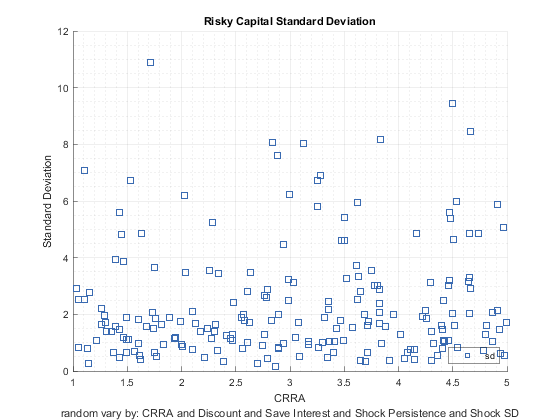 Risky Capital Standard Deviation
12
10
8
6
4
2
0
Standard Deviation
sd
1 1.5 2 2.5 3 3.5 4 4.5 5
CRRA
random vary by: CRRA and Discount and Save Interest and Shock Persistence and Shock SD